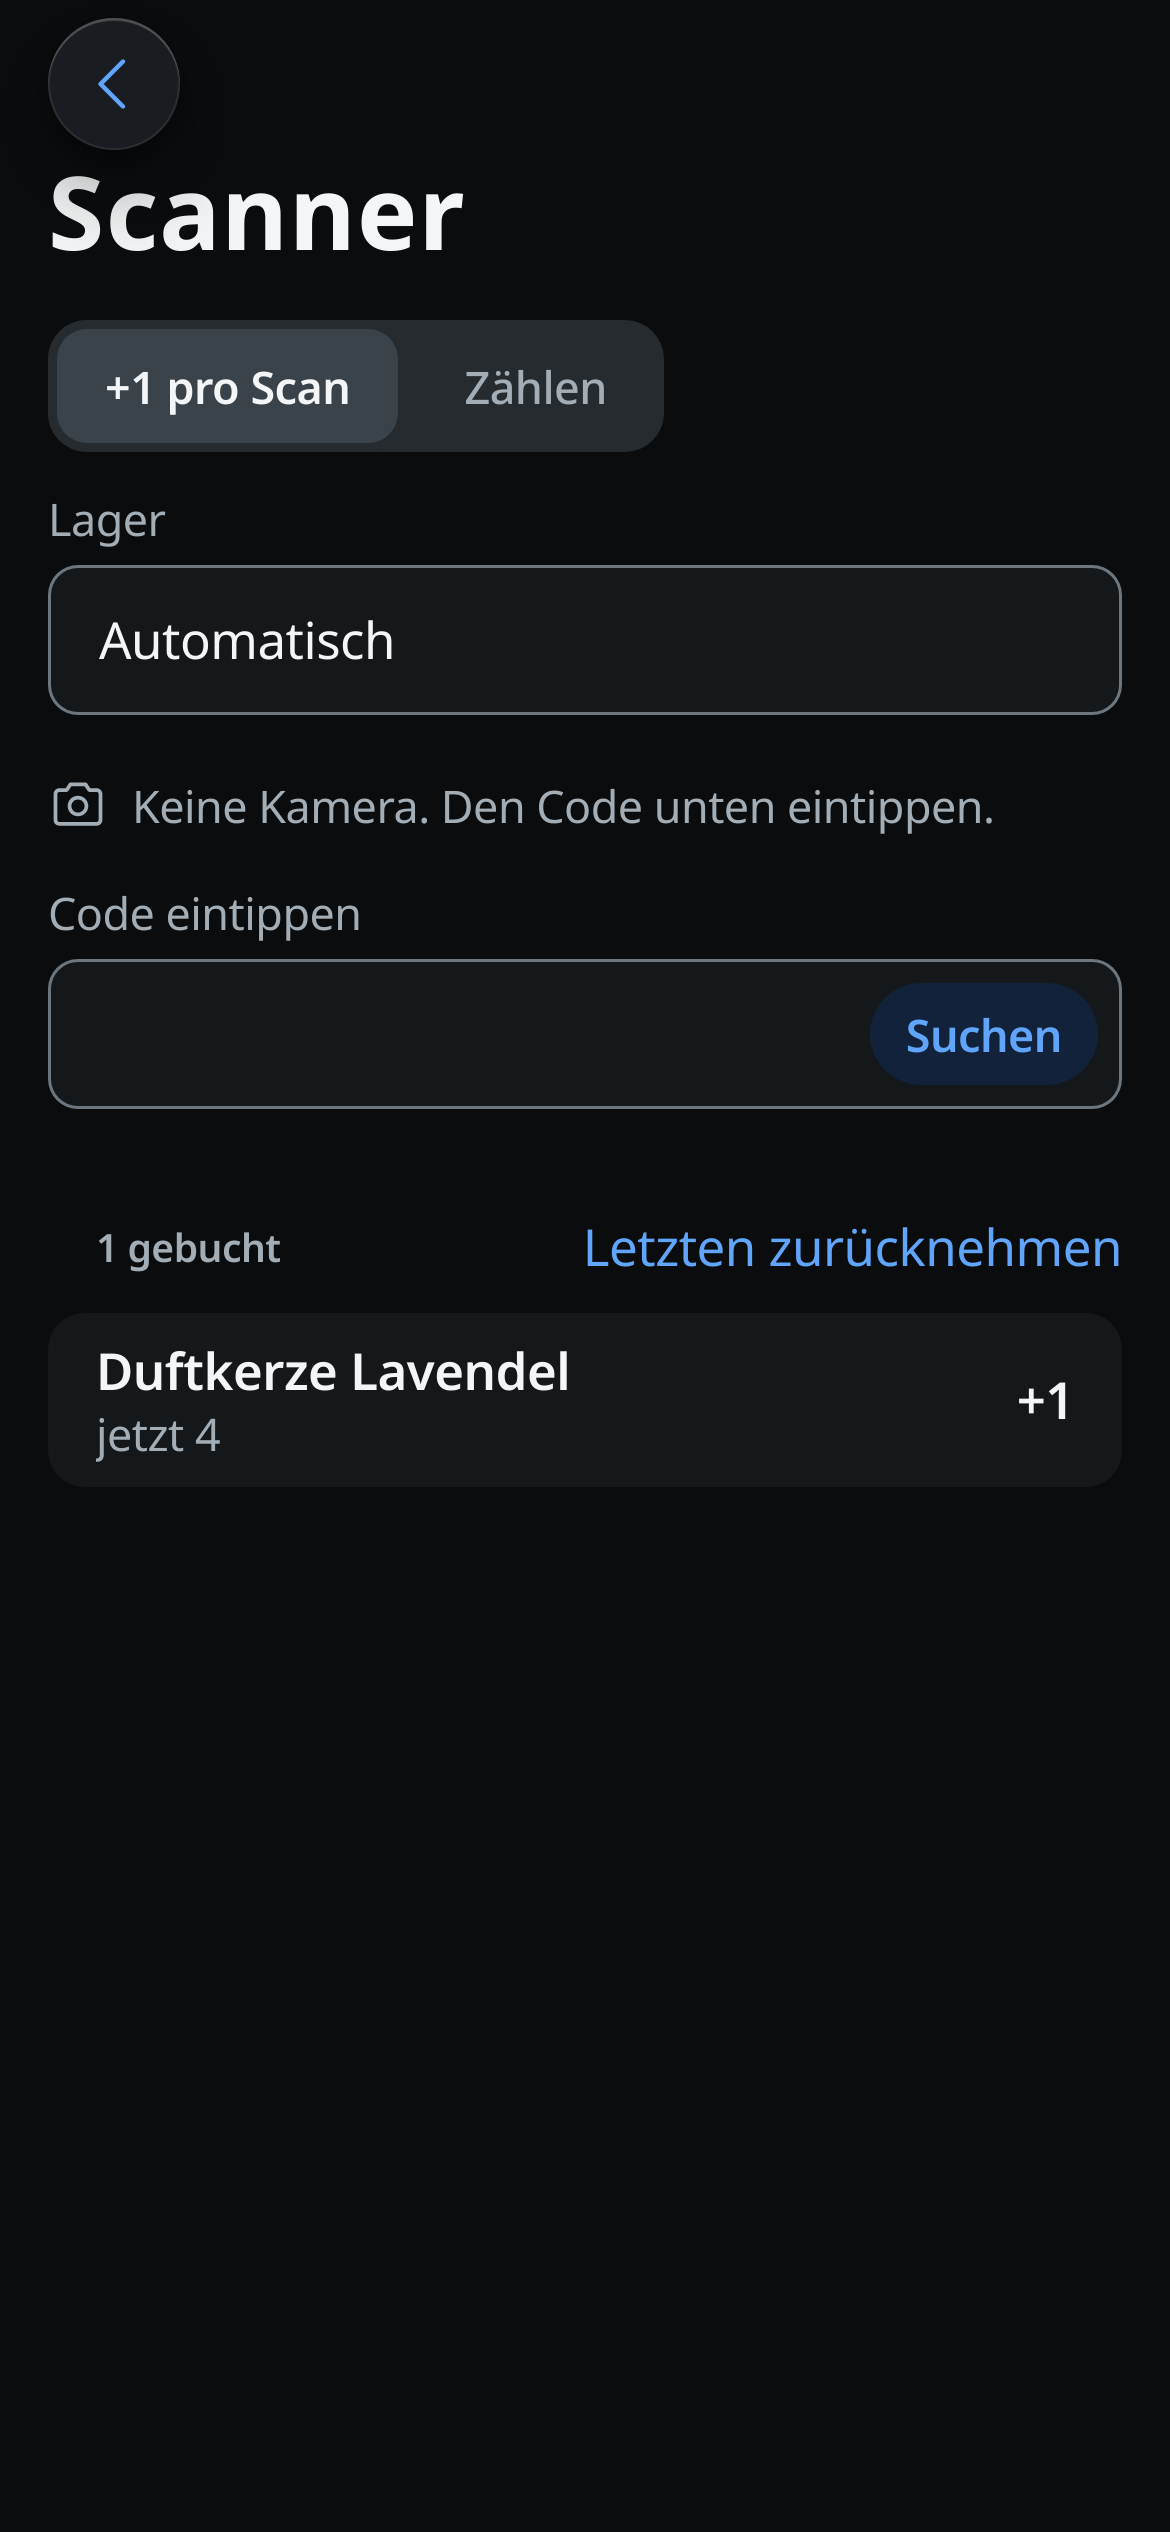 Scanner
+1 pro Scan
Zählen
Lager
Automatisch
Keine Kamera. Den Code unten eintippen.
Code eintippen
Suchen
1 gebucht
Letzten zurücknehmen
Duftkerze Lavendel
jetzt 4
+1